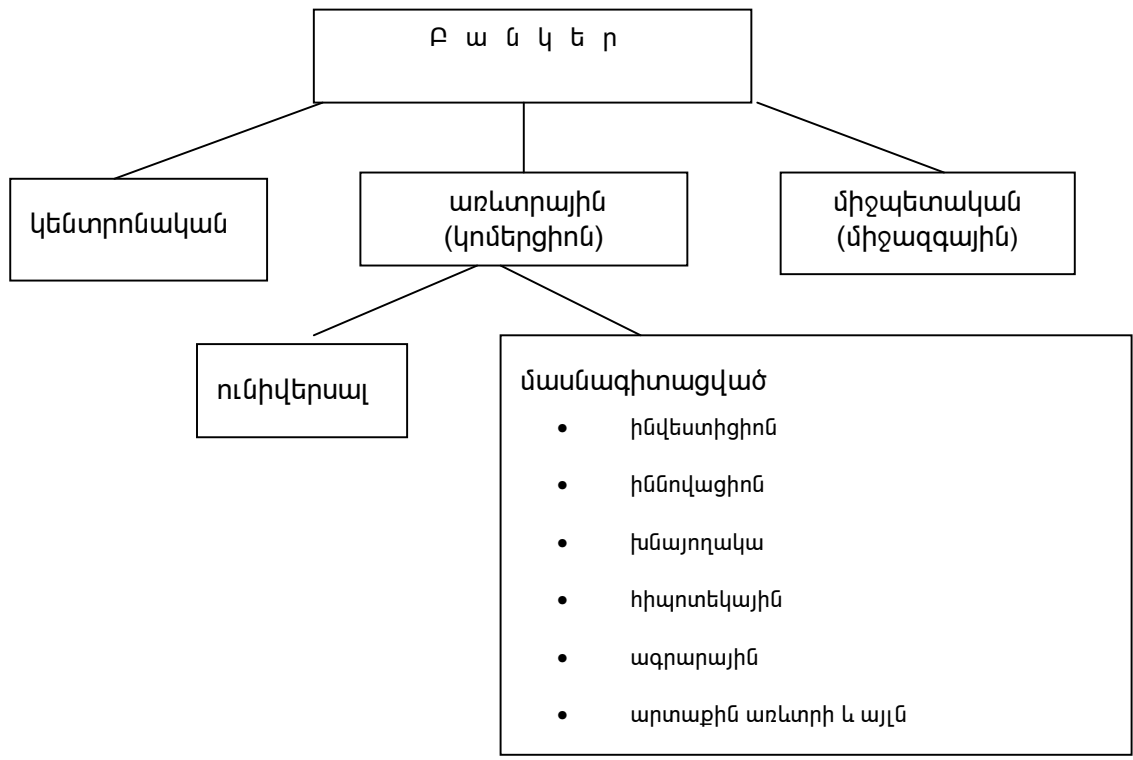 Բ ա ն կ ե ր
կենտրոնական
առևտրային
(կոմերցիոն)
միջպետական
(միջազգային)
ունիվերսալ
մասնագիտացված
• ինվեստիցիոն
• իննովացիոն
• խնայողակա
• հիպոտեկային
• ագրարային
• արտաքին առևտրի և այլն